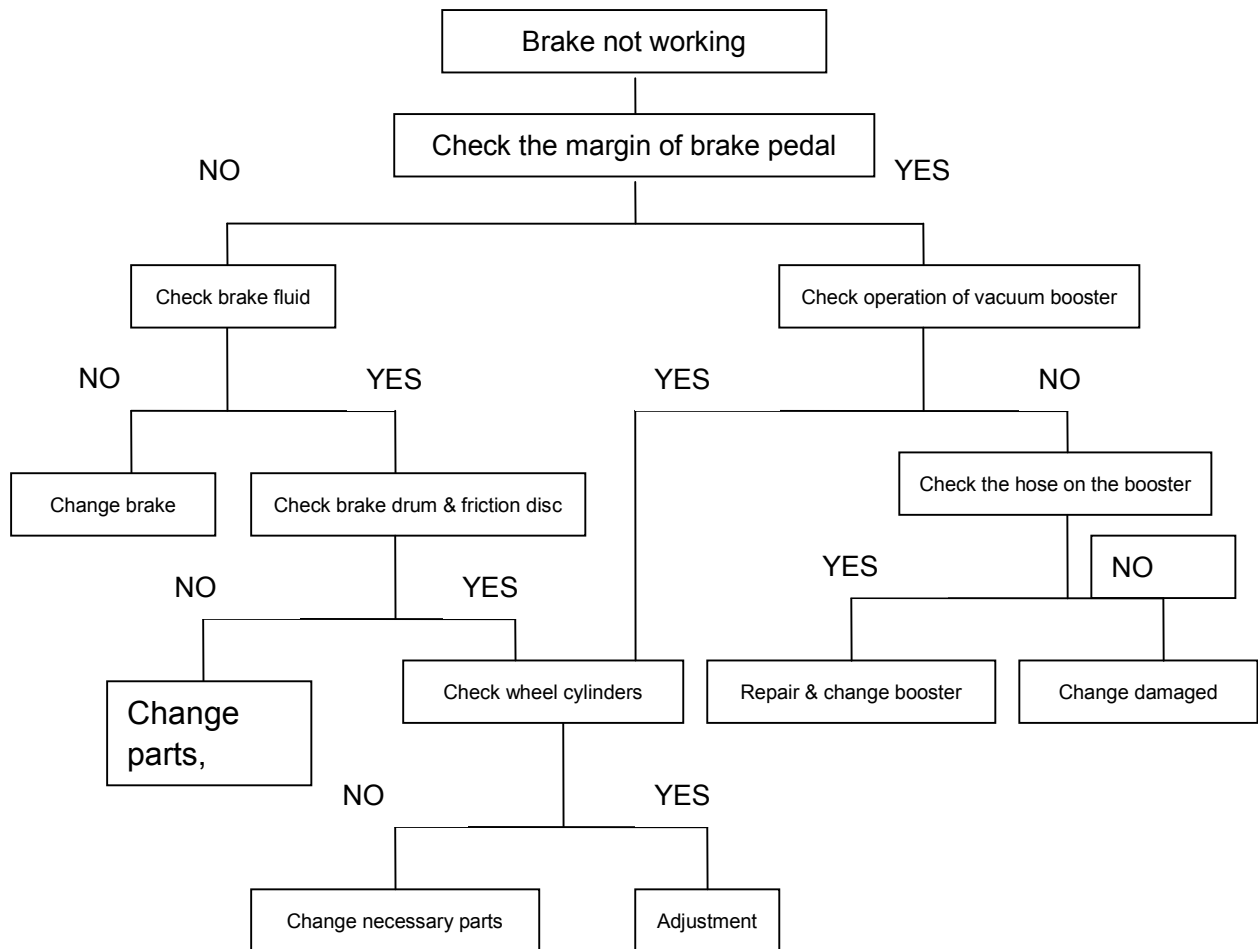 Brake not working
Check the margin of brake pedal
NO
YES
Check brake fluid
Check operation of vacuum booster
NO
YES
YES
NO
Change brake
Check brake drum & friction disc
Check the hose on the booster
NO
YES
YES
NO
Change
parts,
Check wheel cylinders
Repair & change booster
Change damaged
NO
YES
Change necessary parts
Adjustment